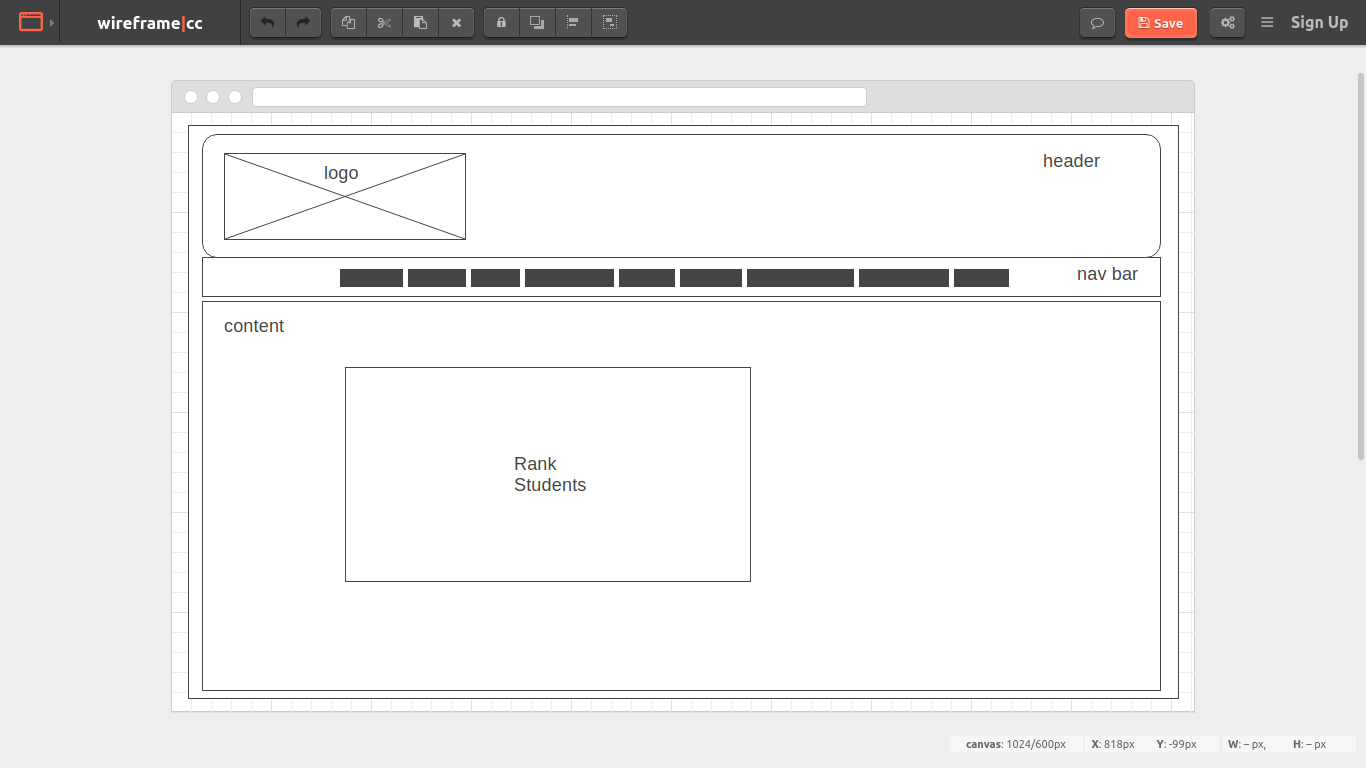 wireframe|cc
Save
Sign Up
logo
header
nav bar
content
Rank
Students
canvas: 1024/600px X: 818px Y: -99px W: – px, H: – px